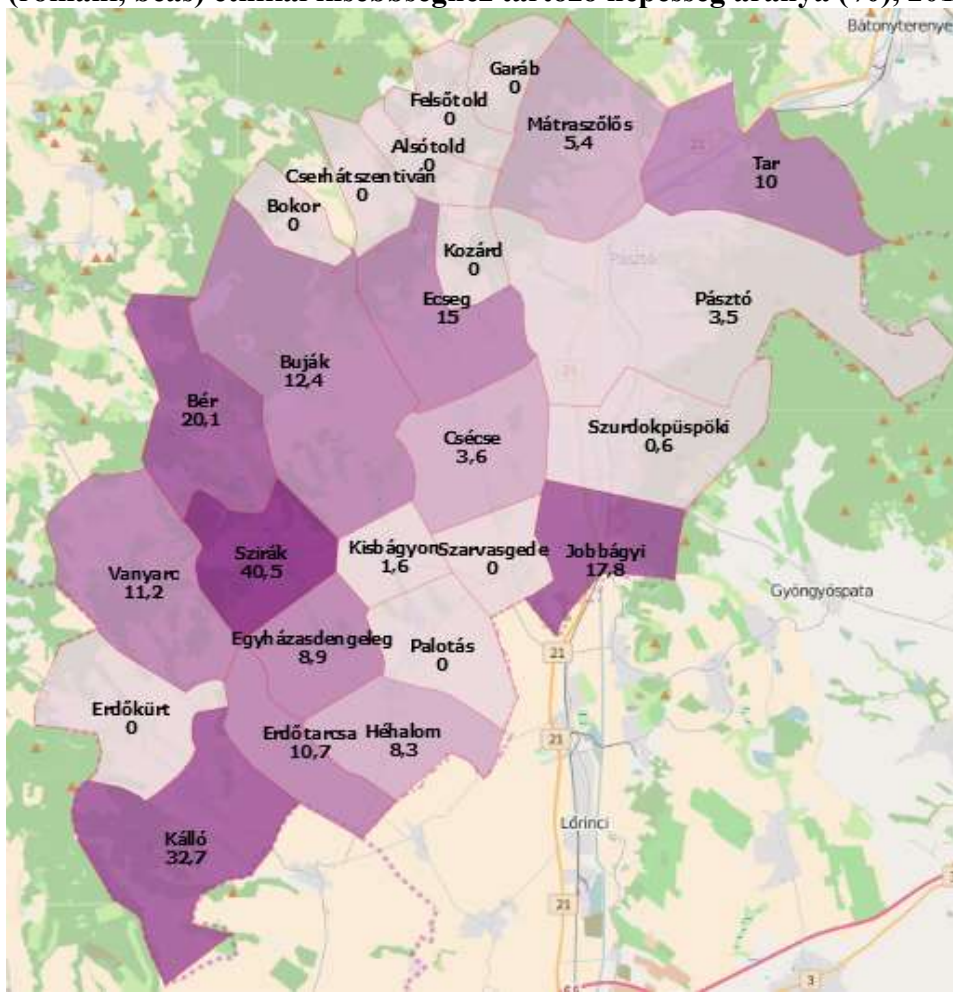 (romani, beás) etnikai kisebbséghez tartozó népesség aránya (%), 201
Bátonyterenye
Garáb
0
Felsőtold
0
Mátraszőlős
5,4
21
Tar
10
Alsótold
0
Cserhátszentiván
0
Bokor
0
Kozárd
0
Pásztó
Pásztó
3,5
Ecseg
15
Buják
12,4
21
Bér
20,1
Csécse
3,6
Szurdokpüspöki
0,6
Szirák
40,5
Kisbágyon
1,6
Szarvasgede
0
Jobbágyi
17,8
Vanyarc
11,2
Gyöngyöspata
Egyházasdengeleg
8,9
Palotás
0
21
Erdőkürt
0
Erdőtarcsa
10,7
Héhalom
8,3
21
Kálló
32,7
Lőrinci
21
3